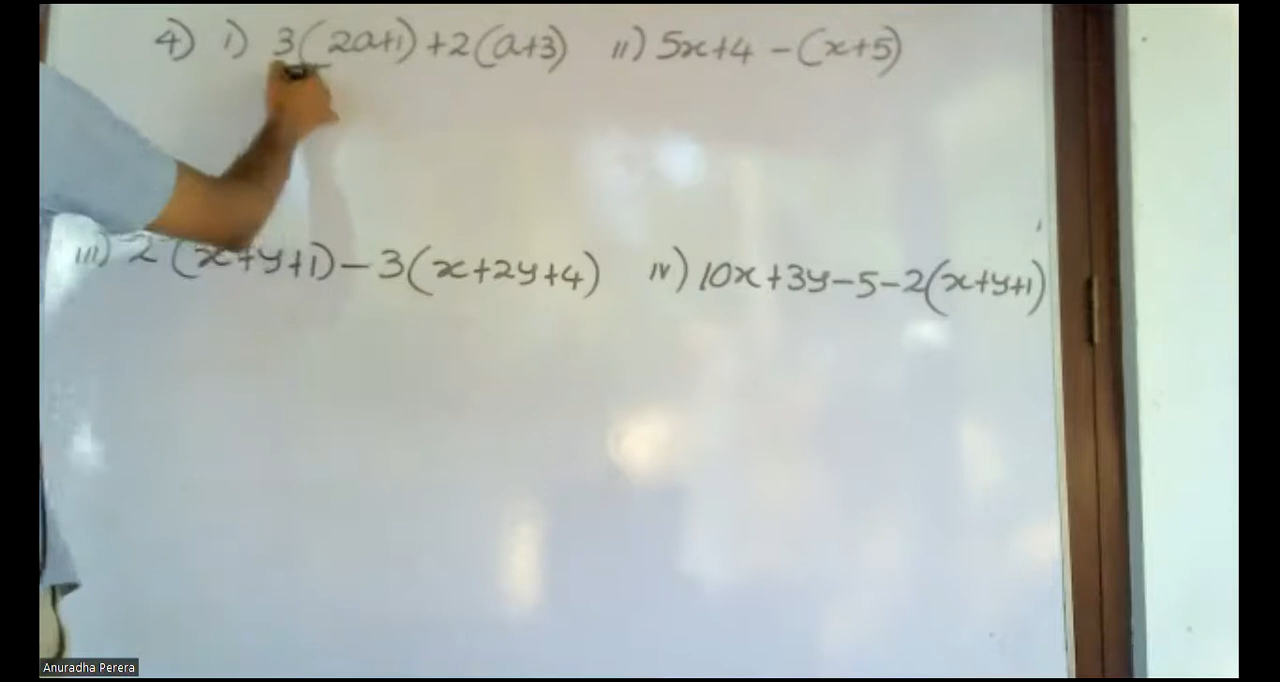 4) i) 3(2a+1)+2(a+3) ii) 5x+4-(x+5)
iii) 2(x+y+1)-3(x+2y+4) iv) 10x+3y-5-2(x+y+1)
Anuradha Perera